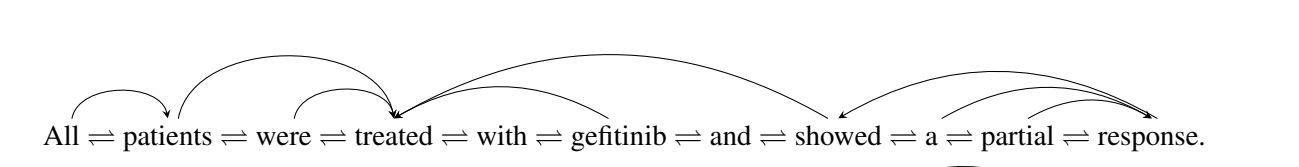 All ⇌ patients ⇌ were ⇌ treated ⇌ with ⇌ gefitinib ⇌ and ⇌ showed ⇌ a ⇌ partial ⇌ response.